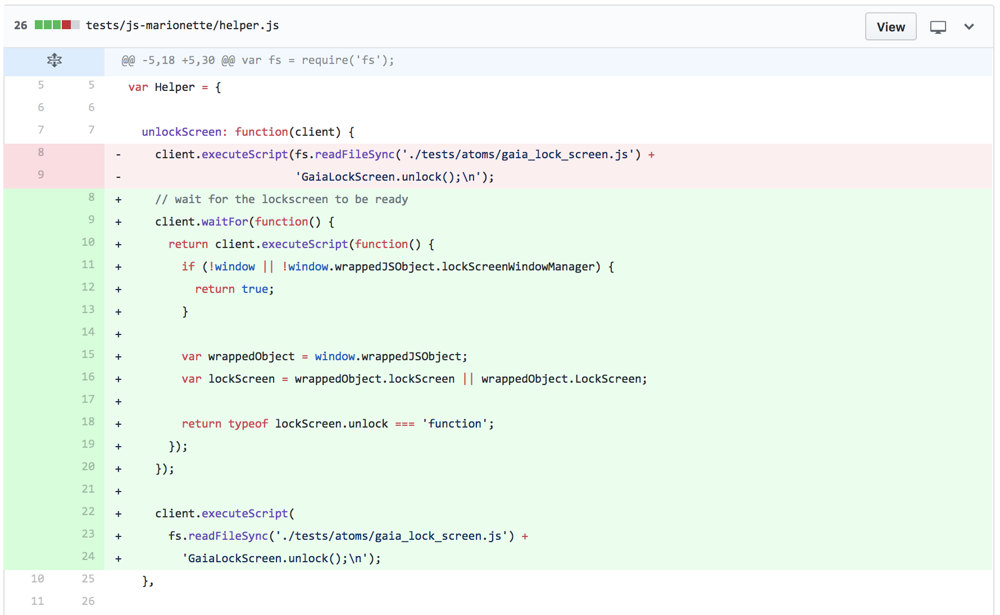 26 tests/js-marionette/helper.js View
@@ -5,18 +5,30 @@ var fs = require('fs');
5 5 var Helper = {
6 6
7 7 unlockScreen: function(client) {
8 - client.executeScript(fs.readFileSync('./tests/atoms/gaia_lock_screen.js') +
9 - 'GaiaLockScreen.unlock();\n');
8 + // wait for the lockscreen to be ready
9 + client.waitFor(function() {
10 + return client.executeScript(function() {
11 + if (!window || !window.wrappedJSObject.lockScreenWindowManager) {
12 + return true;
13 + }
14 +
15 + var wrappedObject = window.wrappedJSObject;
16 + var lockScreen = wrappedObject.lockScreen || wrappedObject.LockScreen;
17 +
18 + return typeof lockScreen.unlock === 'function';
19 + });
20 + });
21 +
22 + client.executeScript(
23 + fs.readFileSync('./tests/atoms/gaia_lock_screen.js') +
24 + 'GaiaLockScreen.unlock();\n');
10 25 },
11 26